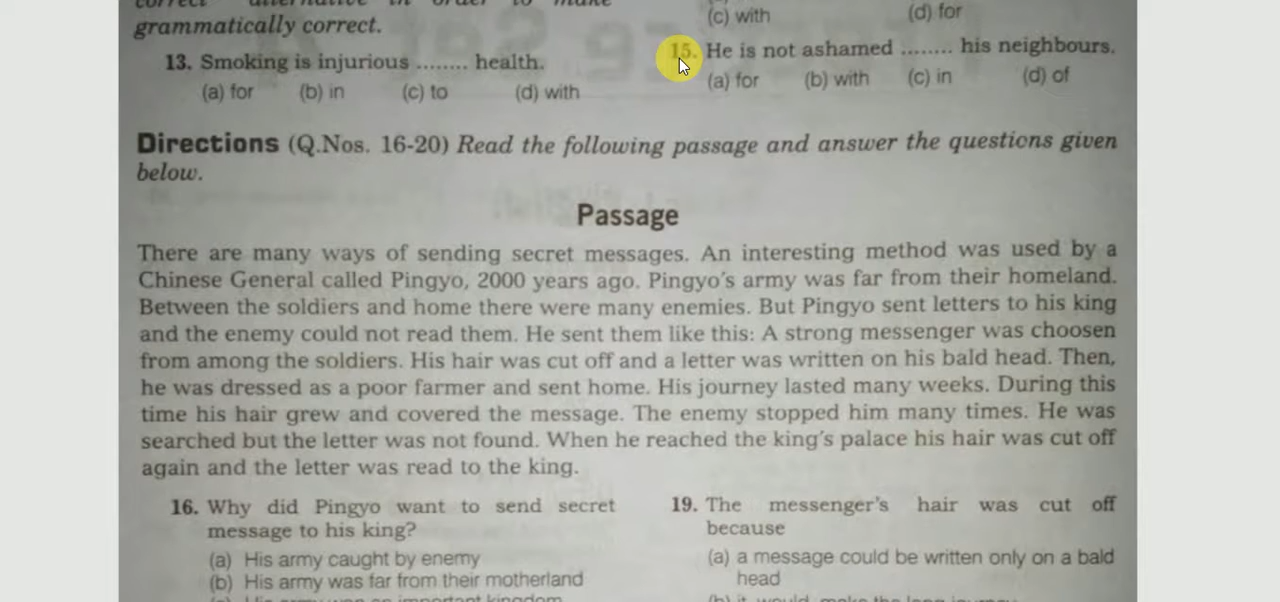 correct alternative in order to make
grammatically correct.
13. Smoking is injurious ........ health.
(a) for (b) in (c) to (d) with
(c) with (d) for
15. He is not ashamed ........ his neighbours.
(a) for (b) with (c) in (d) of
Directions (Q.Nos. 16-20) Read the following passage and answer the questions given
below.
Passage
There are many ways of sending secret messages. An interesting method was used by a
Chinese General called Pingyo, 2000 years ago. Pingyo's army was far from their homeland.
Between the soldiers and home there were many enemies. But Pingyo sent letters to his king
and the enemy could not read them. He sent them like this: A strong messenger was choosen
from among the soldiers. His hair was cut off and a letter was written on his bald head. Then,
he was dressed as a poor farmer and sent home. His journey lasted many weeks. During this
time his hair grew and covered the message. The enemy stopped him many times. He was
searched but the letter was not found. When he reached the king's palace his hair was cut off
again and the letter was read to the king.
16. Why did Pingyo want to send secret
message to his king?
(a) His army caught by enemy
(b) His army was far from their motherland
19. The messenger's hair was cut off
because
(a) a message could be written only on a bald
head